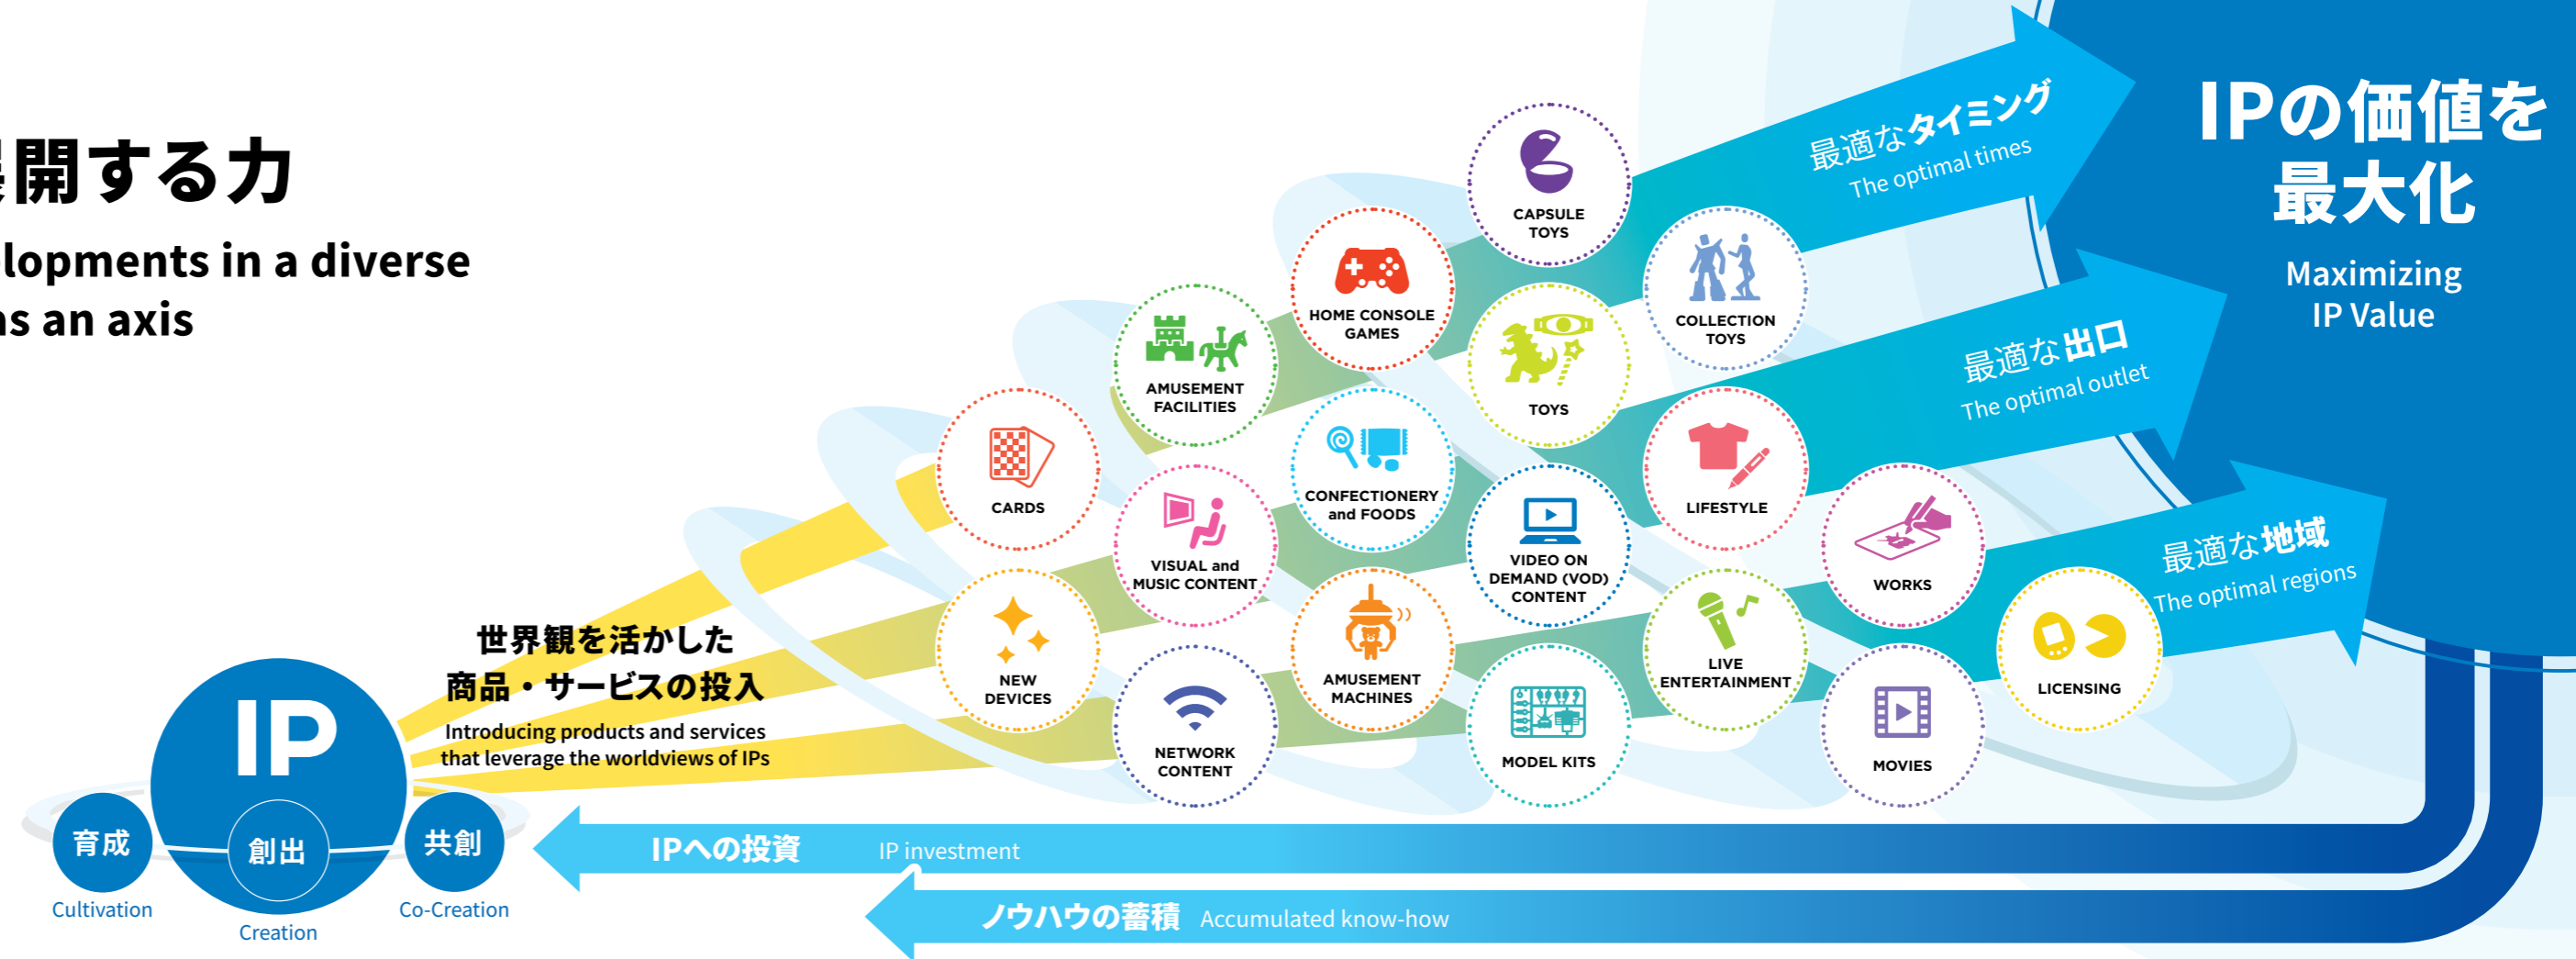 開する力
lopments in a diverse
as an axis
IP
育成
創出
共創
Cultivation
Creation
Co-Creation
世界観を活かした
商品・サービスの投入
Introducing products and services
that leverage the worldviews of IPs
CARDS
NEW
DEVICES
AMUSEMENT
FACILITIES
VISUAL and
MUSIC CONTENT
NETWORK
CONTENT
HOME CONSOLE
GAMES
CONFECTIONERY
and FOODS
AMUSEMENT
MACHINES
CAPSULE
TOYS
TOYS
VIDEO ON
DEMAND (VOD)
CONTENT
MODEL KITS
COLLECTION
TOYS
LIFESTYLE
LIVE
ENTERTAINMENT
WORKS
MOVIES
LICENSING
最適なタイミング
The optimal times
最適な出口
The optimal outlet
最適な地域
The optimal regions
IPの価値を
最大化
Maximizing
IP Value
IPへの投資 IP investment
ノウハウの蓄積 Accumulated know-how